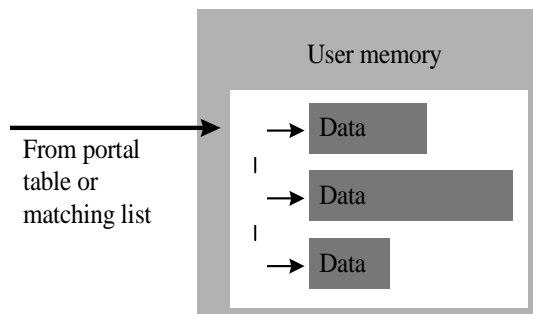 User memory
Data
From portal
table or
matching list
Data
Data